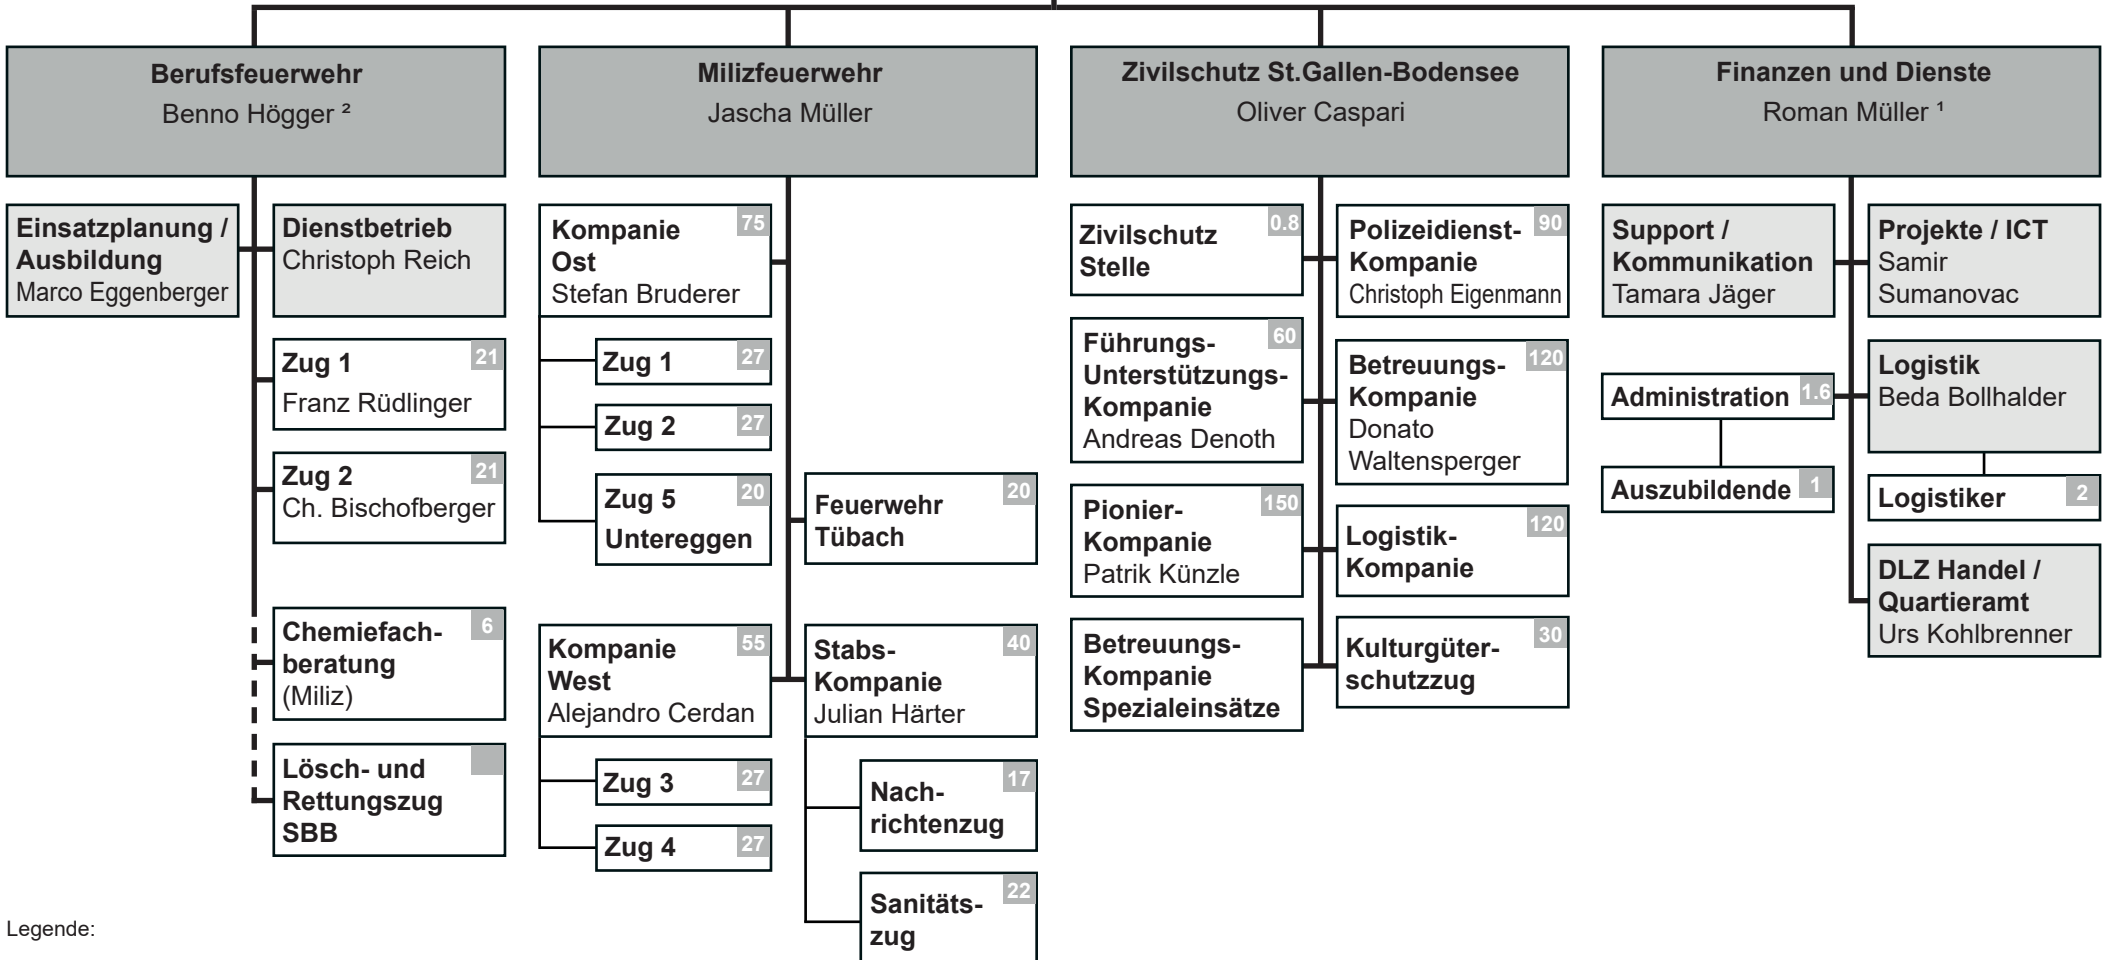 Berufsfeuerwehr
Benno Högger ²
Einsatzplanung /
Ausbildung
Marco Eggenberger
Dienstbetrieb
Christoph Reich
Zug 1
21
Franz Rüdlinger
Zug 2
21
Ch. Bischofberger
Chemiefach-
6
beratung
(Miliz)
Lösch- und
Rettungszug
SBB
Milizfeuerwehr
Jascha Müller
Kompanie
75
Ost
Stefan Bruderer
Zug 1
27
Zug 2
27
Zug 5
20
Untereggen
Feuerwehr
20
Tübach
Kompanie
55
West
Alejandro Cerdan
Zug 3
27
Zug 4
27
Stabs-
40
Kompanie
Julian Härter
Nach-
17
richtenzug
Sanitäts-
22
zug
Zivilschutz St.Gallen-Bodensee
Oliver Caspari
Zivilschutz
0.8
Stelle
Polizeidienst-
90
Kompanie
Christoph Eigenmann
Führungs-
60
Unterstützungs-
Kompanie
Andreas Denoth
Betreuungs-
120
Kompanie
Donato
Waltensperger
Pionier-
150
Kompanie
Patrik Künzle
Logistik-
120
Kompanie
Betreuungs-
Kompanie
Spezialeinsätze
Kulturgüter-
30
schutzzug
Finanzen und Dienste
Roman Müller ¹
Support /
Kommunikation
Tamara Jäger
Projekte / ICT
Samir
Sumanovac
Administration
1.6
Auszubildende
1
Logistik
Beda Bollhalder
Logistiker
2
DLZ Handel /
Quartieramt
Urs Kohlbrenner
Legende: